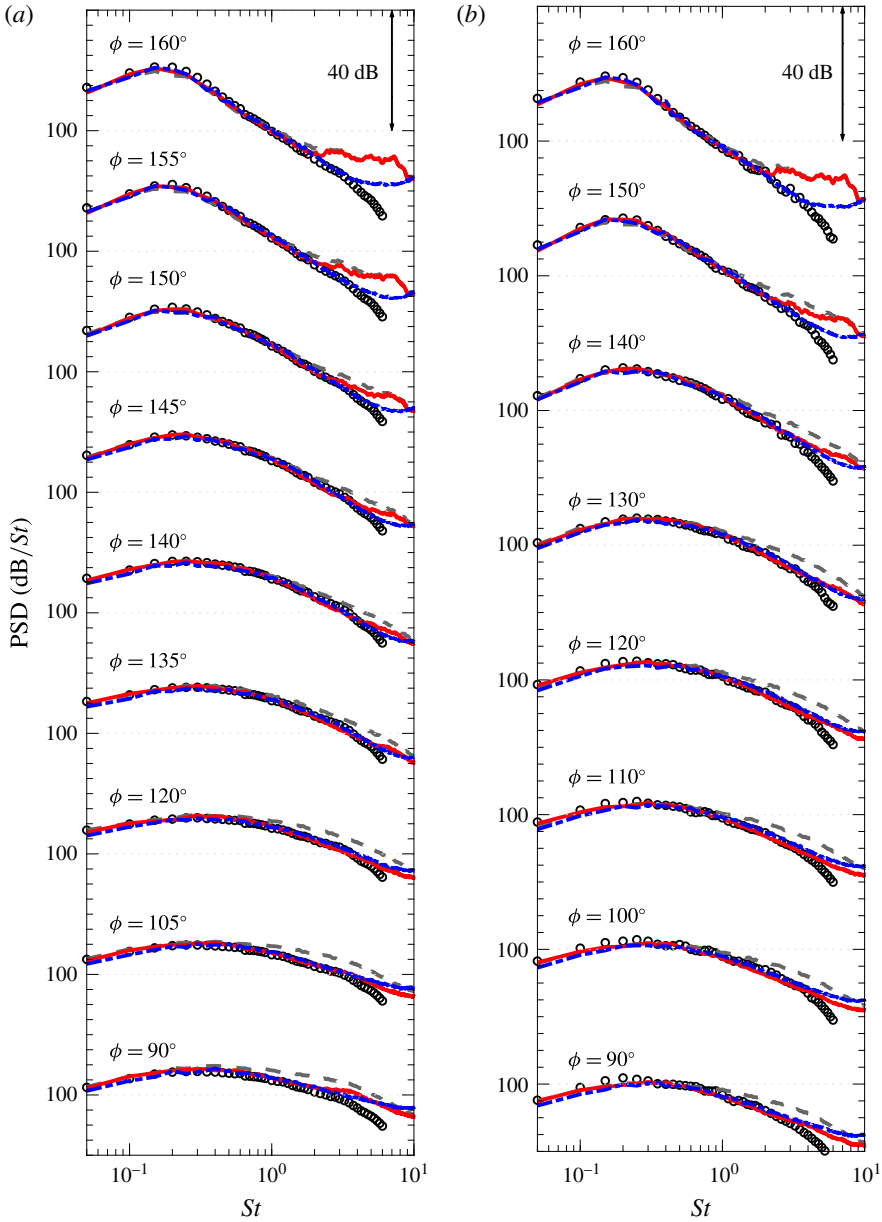 (a)
φ = 160°
40 dB
100
φ = 155°
100
φ = 150°
100
φ = 145°
100
φ = 140°
100
φ = 135°
100
φ = 120°
100
φ = 105°
100
φ = 90°
100
PSD (dB/St)
10⁻¹
10⁰
10¹
St
(b)
φ = 160°
40 dB
100
φ = 150°
100
φ = 140°
100
φ = 130°
100
φ = 120°
100
φ = 110°
100
φ = 100°
100
φ = 90°
100
10⁻¹
10⁰
10¹
St